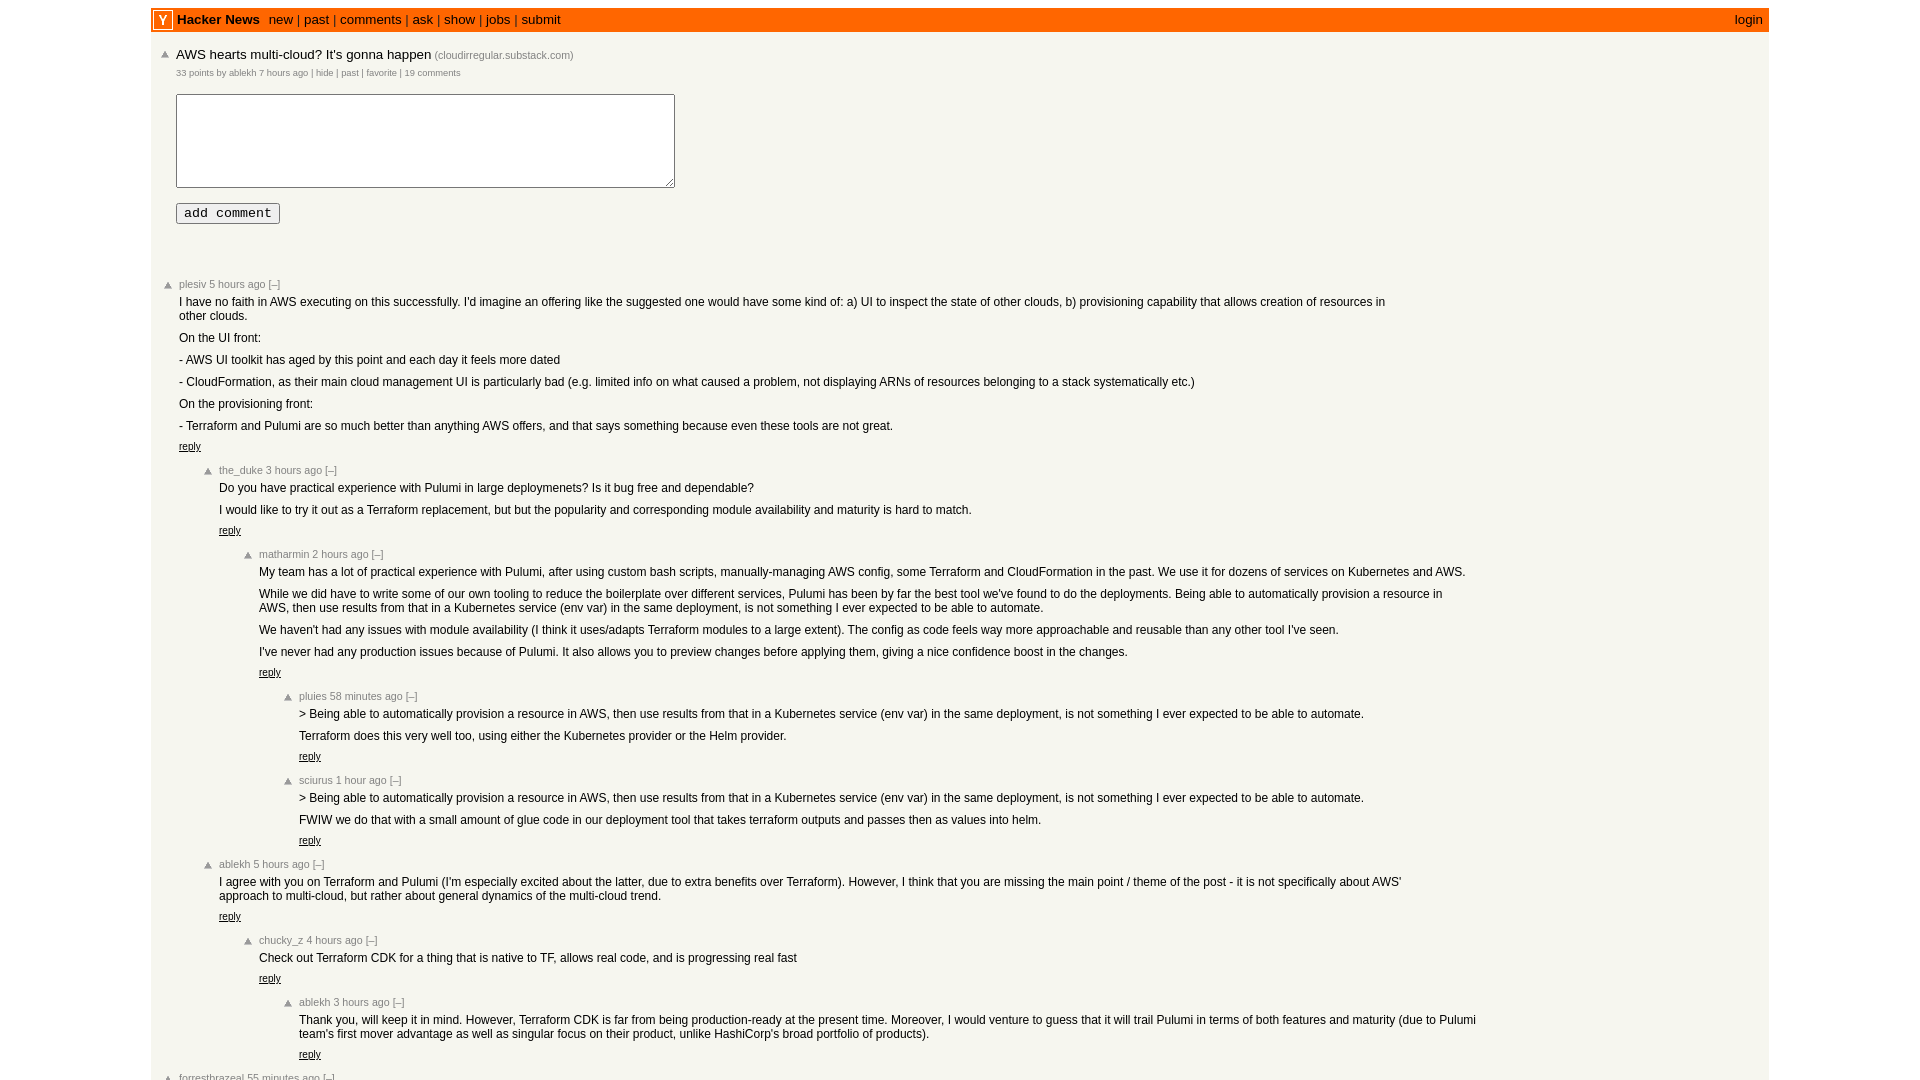 Y Hacker News new | past | comments | ask | show | jobs | submit login
AWS hearts multi-cloud? It's gonna happen (cloudirregular.substack.com)
33 points by ablekh 7 hours ago | hide | past | favorite | 19 comments
add comment
plesiv 5 hours ago [–]
I have no faith in AWS executing on this successfully. I'd imagine an offering like the suggested one would have some kind of: a) UI to inspect the state of other clouds, b) provisioning capability that allows creation of resources in
other clouds.
On the UI front:
- AWS UI toolkit has aged by this point and each day it feels more dated
- CloudFormation, as their main cloud management UI is particularly bad (e.g. limited info on what caused a problem, not displaying ARNs of resources belonging to a stack systematically etc.)
On the provisioning front:
- Terraform and Pulumi are so much better than anything AWS offers, and that says something because even these tools are not great.
reply
the_duke 3 hours ago [–]
Do you have practical experience with Pulumi in large deploymenets? Is it bug free and dependable?
I would like to try it out as a Terraform replacement, but but the popularity and corresponding module availability and maturity is hard to match.
reply
matharmin 2 hours ago [–]
My team has a lot of practical experience with Pulumi, after using custom bash scripts, manually-managing AWS config, some Terraform and CloudFormation in the past. We use it for dozens of services on Kubernetes and AWS.
While we did have to write some of our own tooling to reduce the boilerplate over different services, Pulumi has been by far the best tool we've found to do the deployments. Being able to automatically provision a resource in
AWS, then use results from that in a Kubernetes service (env var) in the same deployment, is not something I ever expected to be able to automate.
We haven't had any issues with module availability (I think it uses/adapts Terraform modules to a large extent). The config as code feels way more approachable and reusable than any other tool I've seen.
I've never had any production issues because of Pulumi. It also allows you to preview changes before applying them, giving a nice confidence boost in the changes.
reply
pluies 58 minutes ago [–]
> Being able to automatically provision a resource in AWS, then use results from that in a Kubernetes service (env var) in the same deployment, is not something I ever expected to be able to automate.
Terraform does this very well too, using either the Kubernetes provider or the Helm provider.
reply
sciurus 1 hour ago [–]
> Being able to automatically provision a resource in AWS, then use results from that in a Kubernetes service (env var) in the same deployment, is not something I ever expected to be able to automate.
FWIW we do that with a small amount of glue code in our deployment tool that takes terraform outputs and passes then as values into helm.
reply
ablekh 5 hours ago [–]
I agree with you on Terraform and Pulumi (I'm especially excited about the latter, due to extra benefits over Terraform). However, I think that you are missing the main point / theme of the post - it is not specifically about AWS'
approach to multi-cloud, but rather about general dynamics of the multi-cloud trend.
reply
chucky_z 4 hours ago [–]
Check out Terraform CDK for a thing that is native to TF, allows real code, and is progressing real fast
reply
ablekh 3 hours ago [–]
Thank you, will keep it in mind. However, Terraform CDK is far from being production-ready at the present time. Moreover, I would venture to guess that it will trail Pulumi in terms of both features and maturity (due to Pulumi
team's first mover advantage as well as singular focus on their product, unlike HashiCorp's broad portfolio of products).
reply
forresthrazeal 55 minutes ago [–]